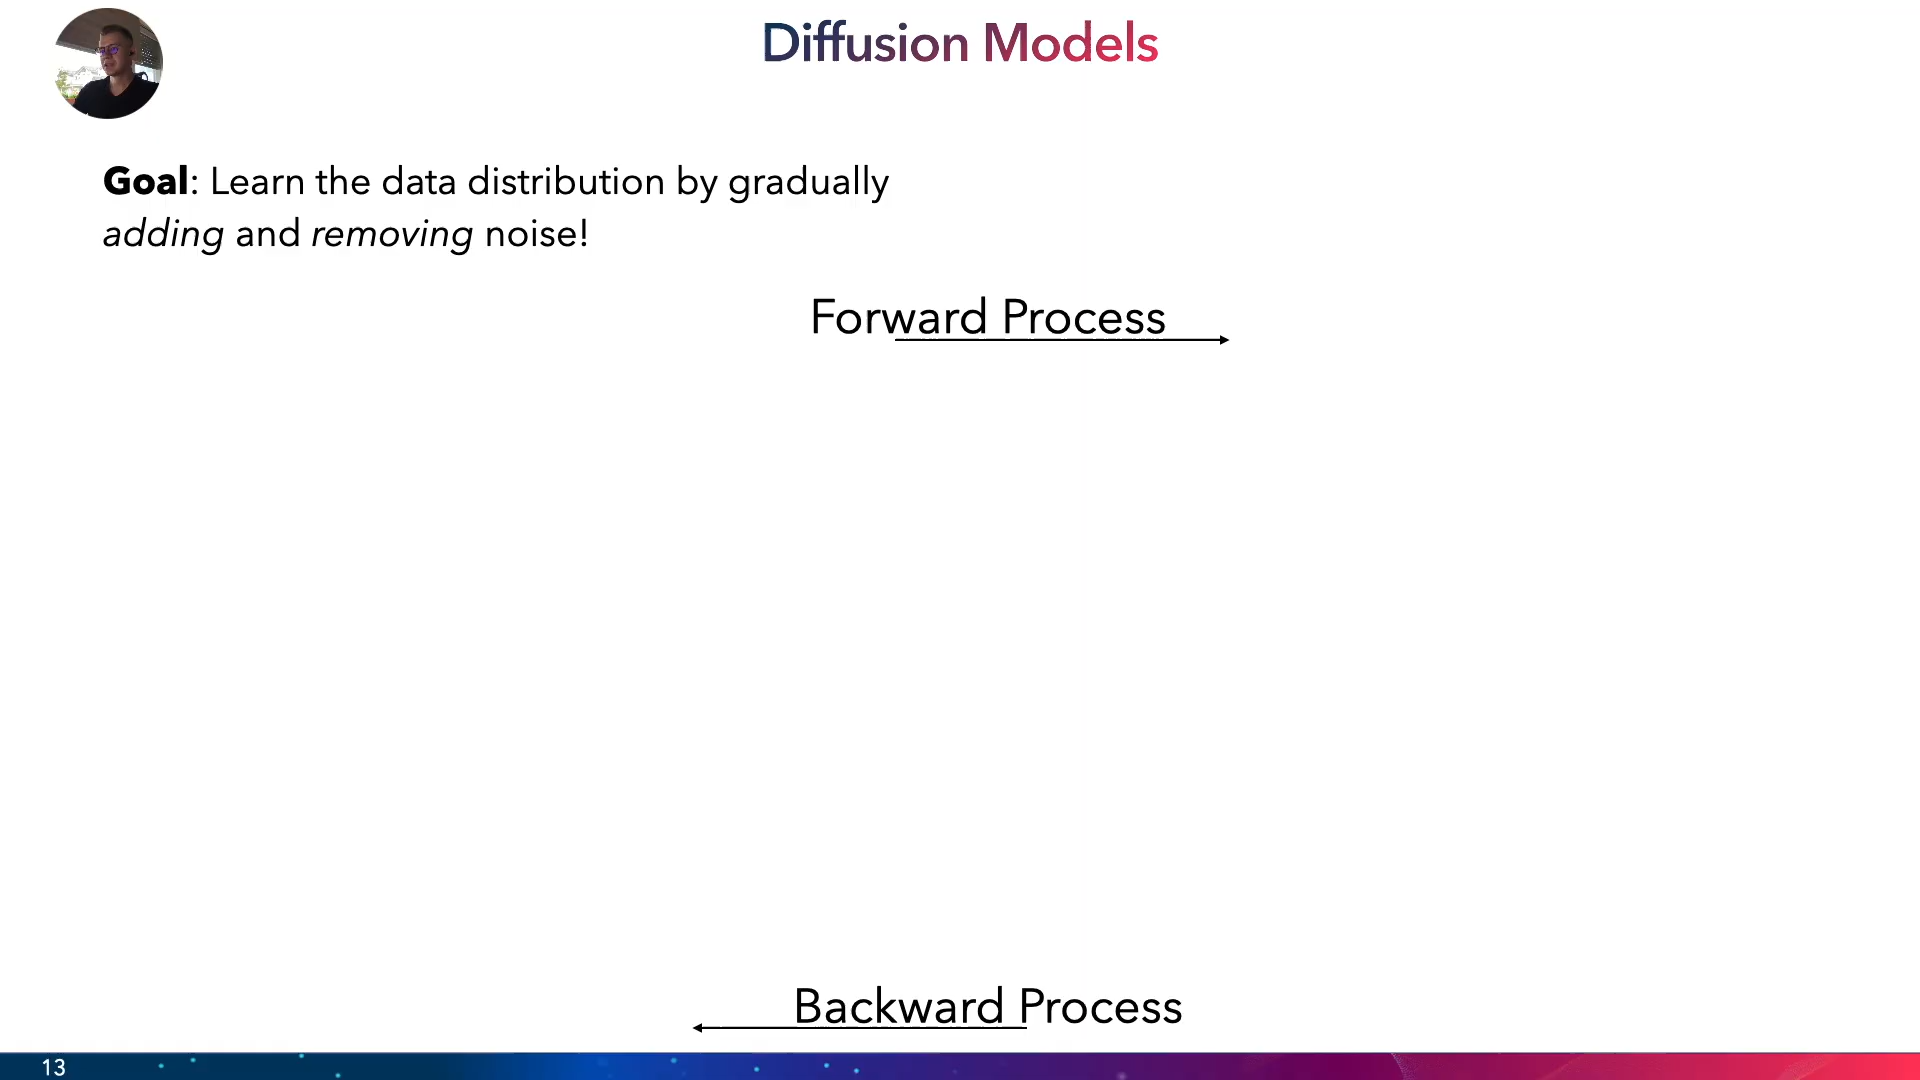 Diffusion Models
Goal: Learn the data distribution by gradually
adding and removing noise!
Forward Process
Backward Process
13